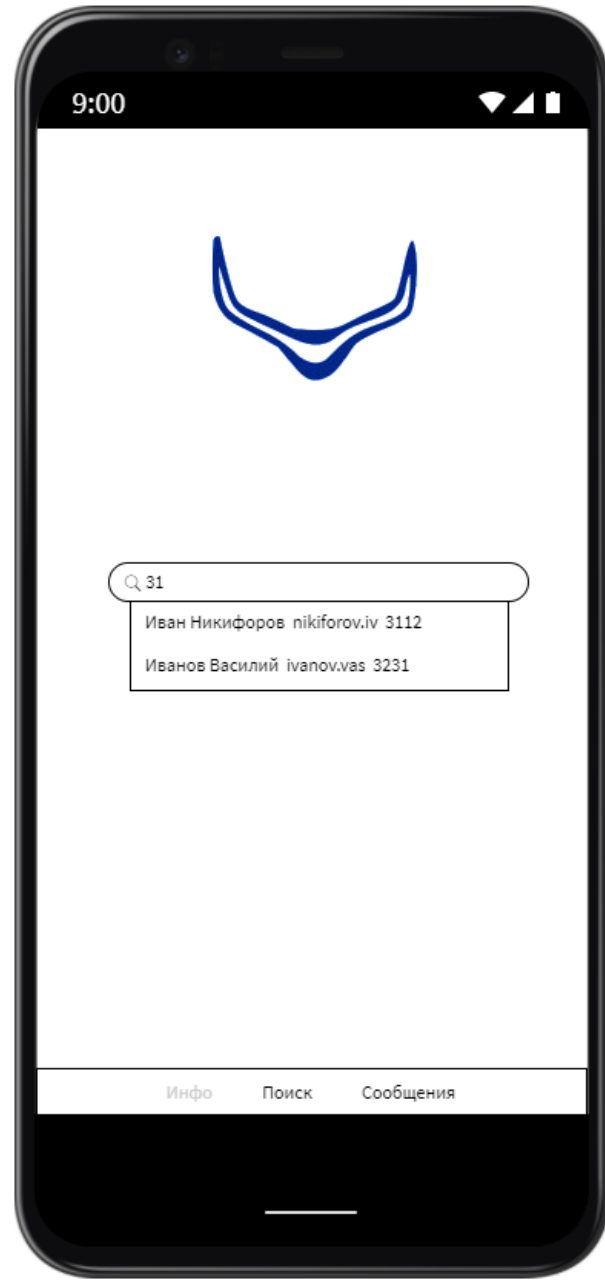 9:00
31
Иван Никифоров nikiforov.iv 3112
Иванов Василий ivanov.vas 3231
Инфо Поиск Сообщения